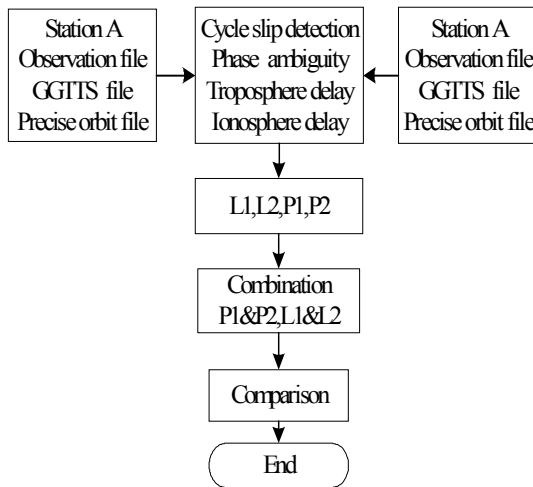 Station A
Observation file
GGTTS file
Precise orbit file
Cycle slip detection
Phase ambiguity
Troposphere delay
Ionosphere delay
Station A
Observation file
GGTTS file
Precise orbit file
L1,L2,P1,P2
Combination
P1&P2,L1&L2
Comparison
End